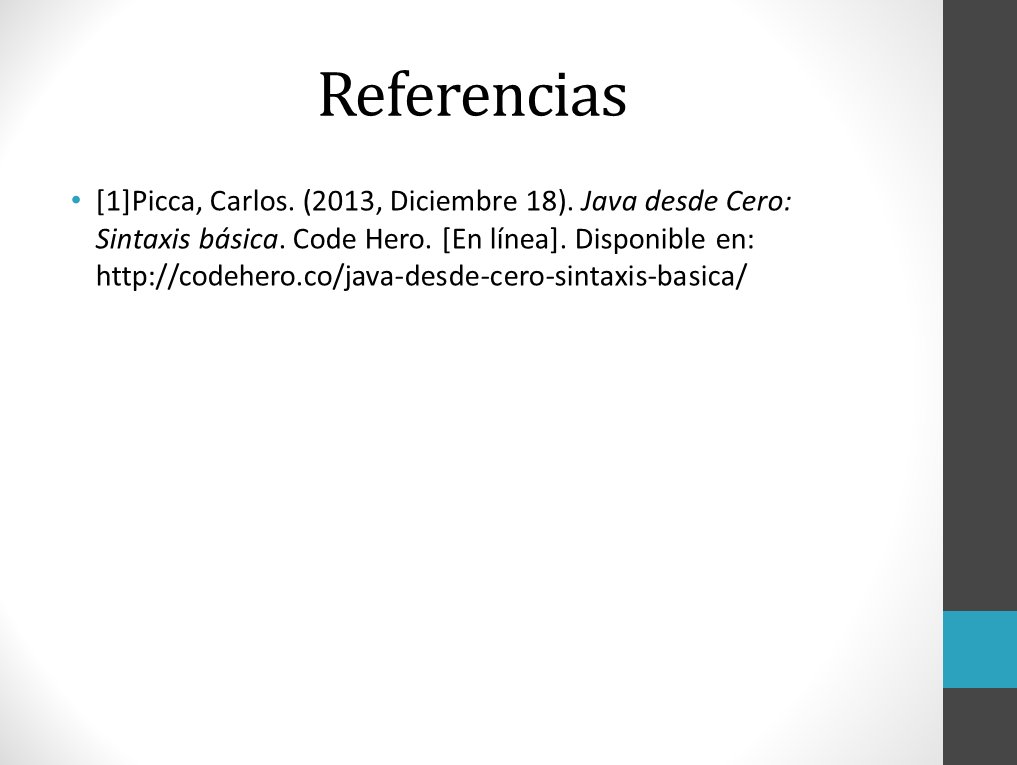 Referencias
• [1]Picca, Carlos. (2013, Diciembre 18). Java desde Cero:
Sintaxis básica. Code Hero. [En línea]. Disponible en:
http://codehero.co/java-desde-cero-sintaxis-basica/